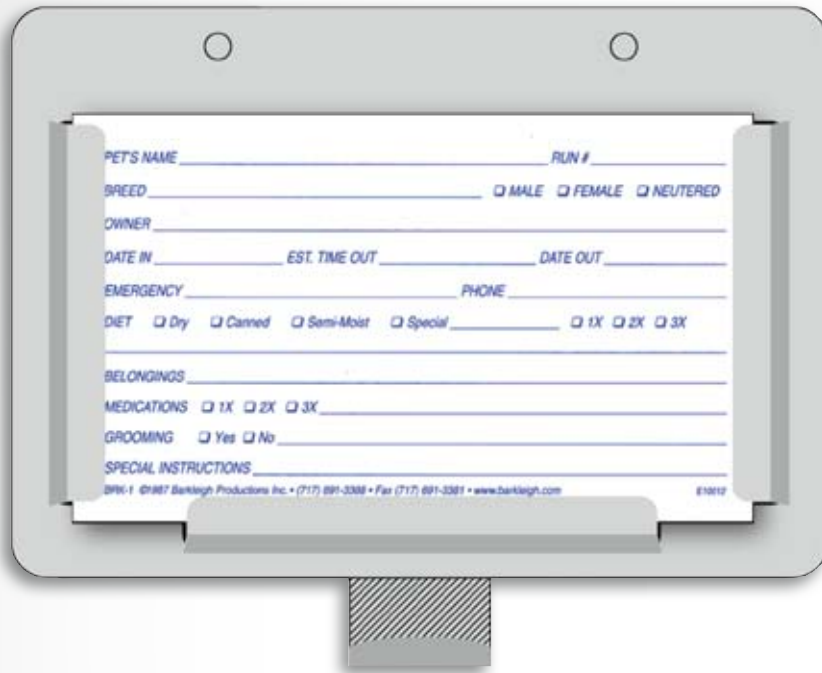 PET'S NAME RUN #
BREED ❑ MALE ❑ FEMALE ❑ NEUTERED
OWNER
DATE IN EST. TIME OUT DATE OUT
EMERGENCY PHONE
DIET ❑ Dry ❑ Canned ❑ Semi-Moist ❑ Special ❑ 1X ❑ 2X ❑ 3X
BELONGINGS
MEDICATIONS ❑ 1X ❑ 2X ❑ 3X
GROOMING ❑ Yes ❑ No
SPECIAL INSTRUCTIONS
BRK-1 ©1987 Barkleigh Productions Inc. • (717) 691-3388 • Fax (717) 691-3381 • www.barkleigh.com